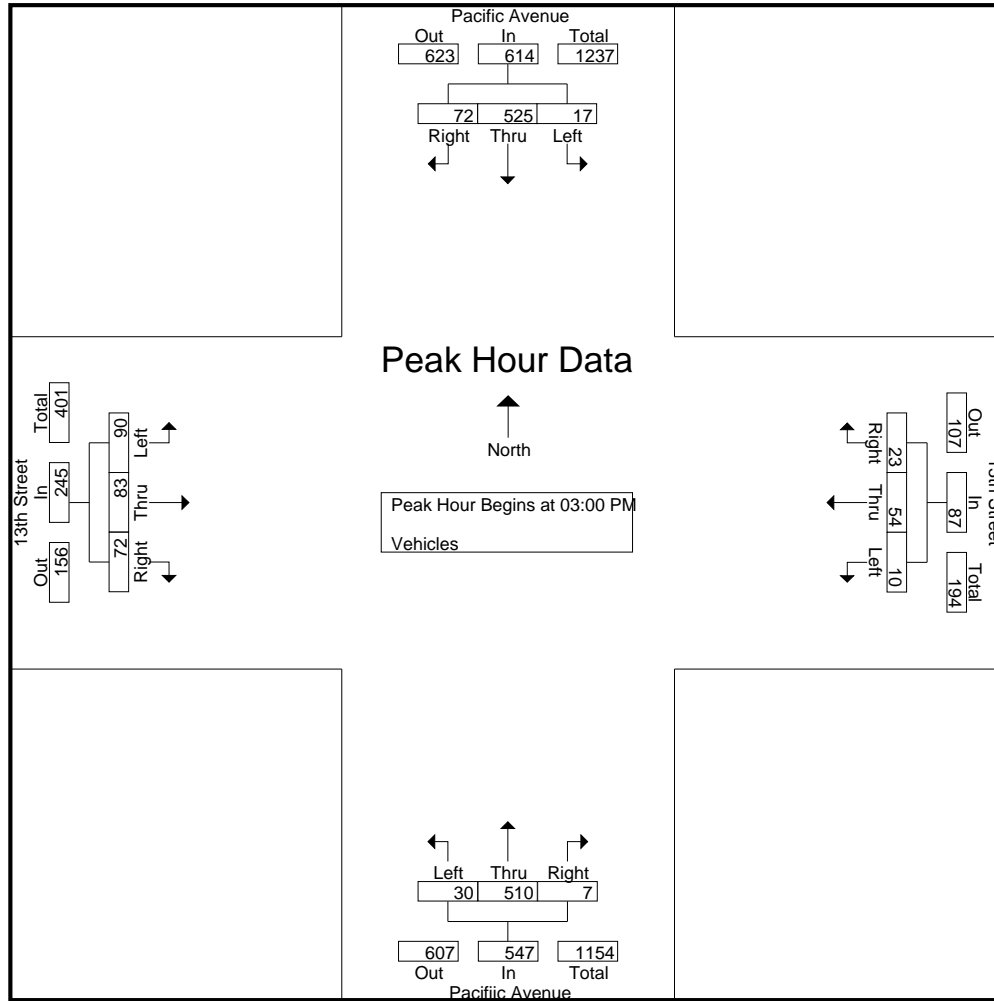 Pacific Avenue
Out In Total
623 614 1237
72 525 17
Right Thru Left
Peak Hour Data
North
Peak Hour Begins at 03:00 PM
Vehicles
13th Street
Total In Out
401 245 156
90 83 72
Left Thru Right
Right Thru Left
23 54 10
Out In Total
107 87 194
Street
Left Thru Right
30 510 7
607 547 1154
Out In Total
Pacifiic Avenue